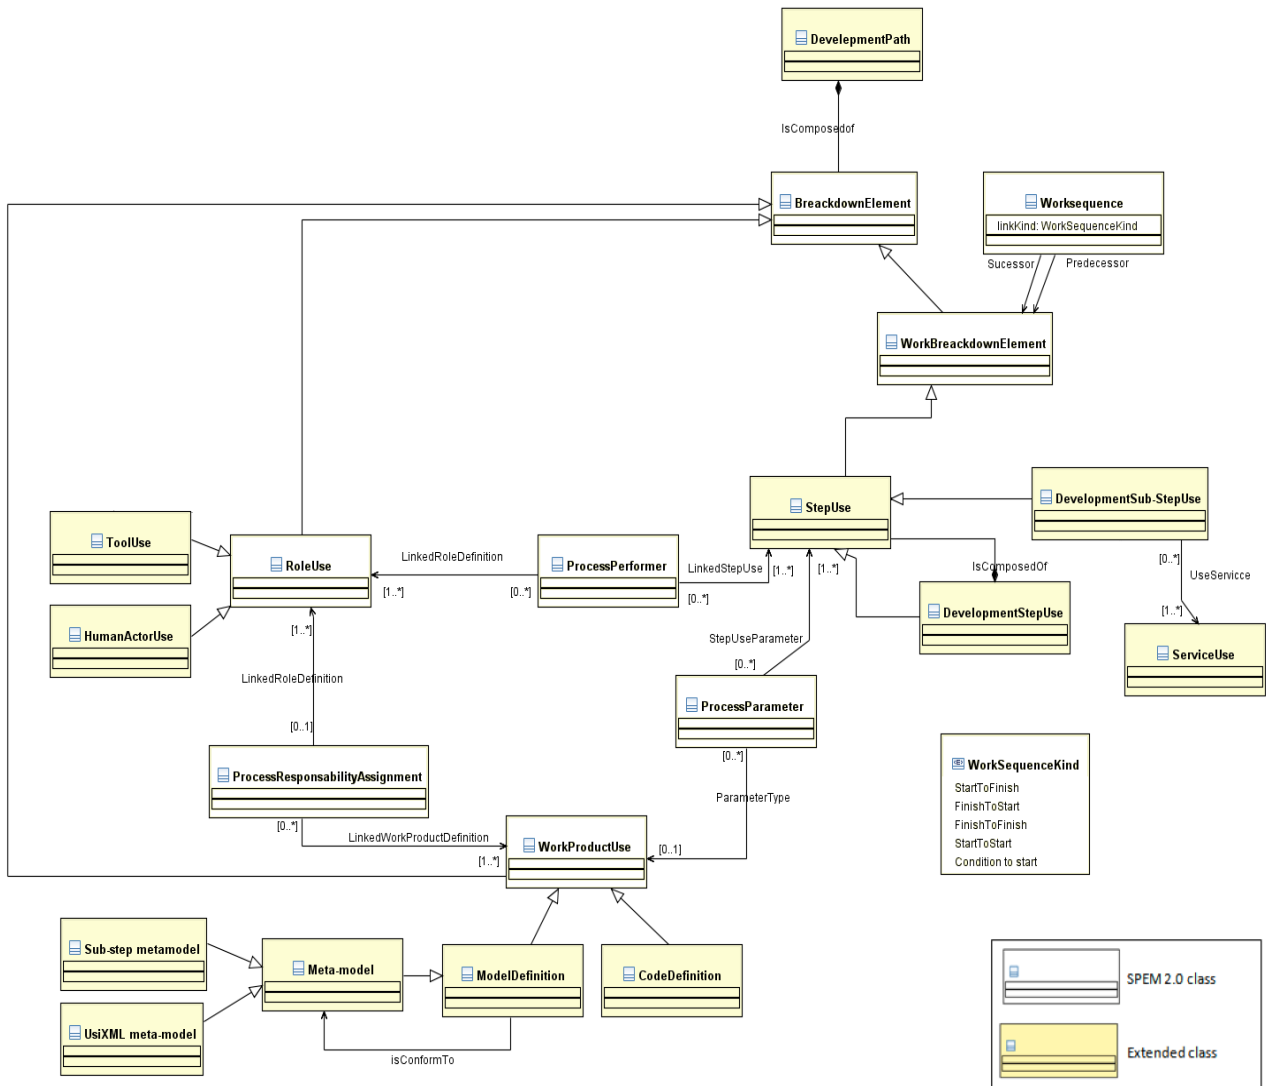 DevelepmentPath
IsComposedof
BreackdownElement
Worksequence
linkKind: WorkSequenceKind
Sucessor
Predecessor
WorkBreackdownElement
StepUse
DevelopmentSub-StepUse
ToolUse
RoleUse
LinkedRoleDefinition
[1..*]
[0..*]
ProcessPerformer
LinkedStepUse
[1..*]
[0..*]
[1..*]
IsComposedOf
[0..*]
UseServicce
[1..*]
HumanActorUse
DevelopmentStepUse
ServiceUse
[1..*]
LinkedRoleDefinition
[0..1]
StepUseParameter
[0..*]
ProcessParameter
[0..*]
ParameterType
[0..1]
ProcessResponsabilityAssignment
[0..*]
LinkedWorkProductDefinition
[1..*]
WorkProductUse
WorkSequenceKind
StartToFinish
FinishToStart
FinishToFinish
StartToStart
Condition to start
Sub-step metamodel
Meta-model
ModelDefinition
CodeDefinition
UsiXML meta-model
isConformTo
SPEM 2.0 class
Extended class